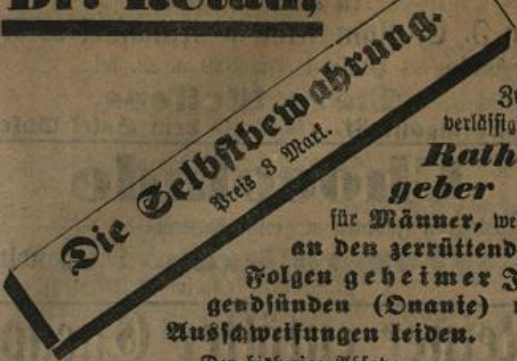 Dr. Retau,
Die Selbstbewahrung.
Preis 3 Mark.
verlässig
Rath
geber
für Männer, we
an den zerrüttend
Folgen geheimer J
gendsünden (Onanie)
Ausschweifungen leiden.